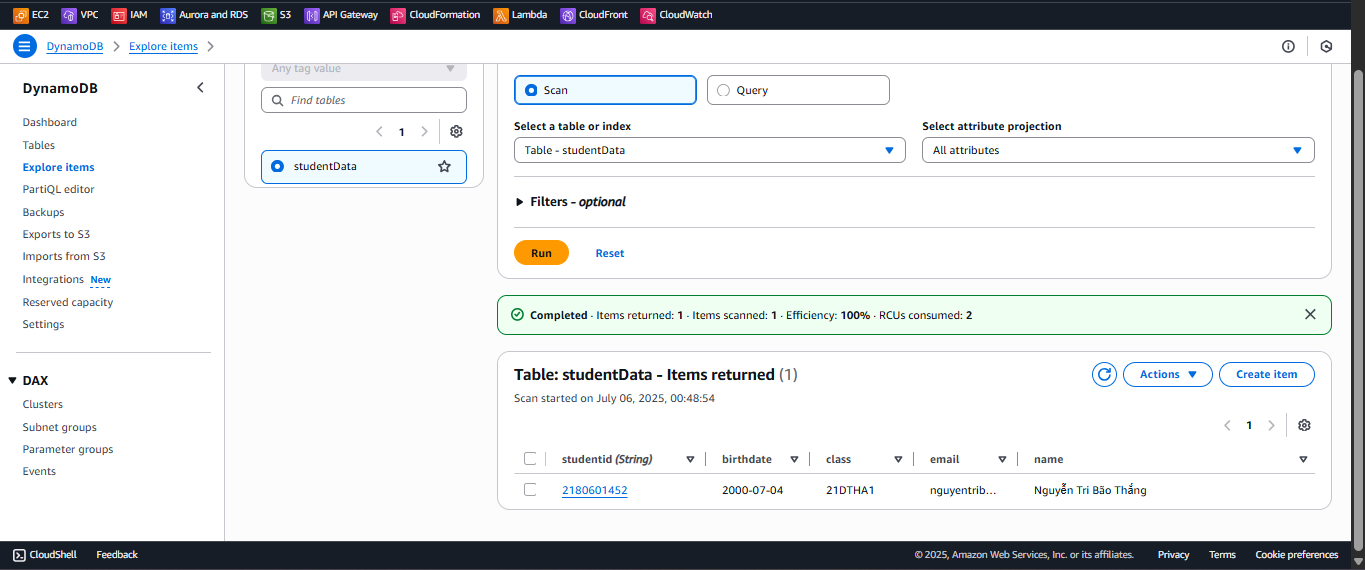 EC2 VPC IAM Aurora and RDS S3 API Gateway CloudFormation Lambda CloudFront CloudWatch
DynamoDB > Explore items >
DynamoDB
Dashboard
Tables
Explore items
PartiQL editor
Backups
Exports to S3
Imports from S3
Integrations New
Reserved capacity
Settings
DAX
Clusters
Subnet groups
Parameter groups
Events
Any tag value
Find tables
1
studentData
Scan Query
Select a table or index Select attribute projection
Table - studentData All attributes
Filters - optional
Run Reset
Completed · Items returned: 1 · Items scanned: 1 · Efficiency: 100% · RCUs consumed: 2
Table: studentData - Items returned (1) Actions Create item
Scan started on July 06, 2025, 00:48:54
1
studentid (String) birthdate class email name
2180601452 2000-07-04 21DTHA1 nguyentrib... Nguyễn Tri Bão Thắng
CloudShell Feedback © 2025, Amazon Web Services, Inc. or its affiliates. Privacy Terms Cookie preferences